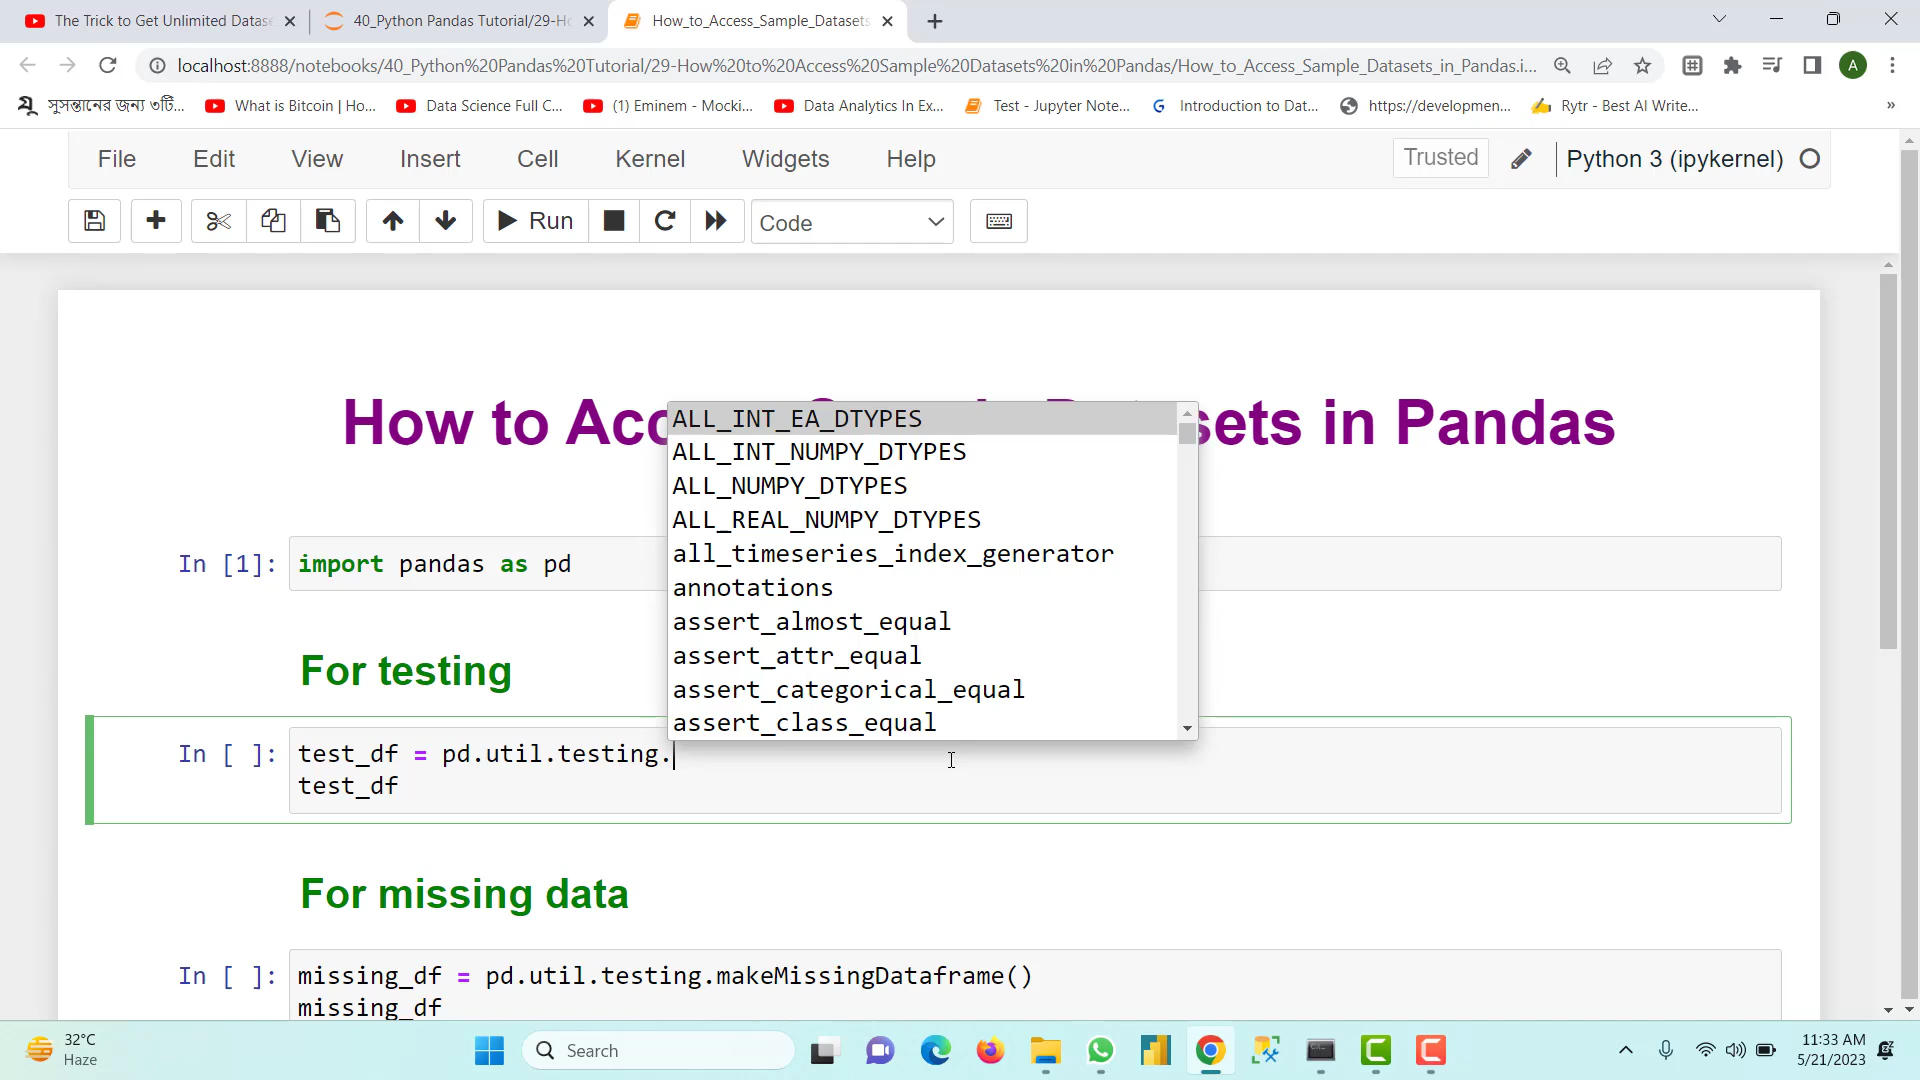 The Trick to Get Unlimited Datase
40_Python Pandas Tutorial/29-Ho
How_to_Access_Sample_Datasets
localhost:8888/notebooks/40_Python%20Pandas%20Tutorial/29-How%20to%20Access%20Sample%20Datasets%20in%20Pandas/How_to_Access_Sample_Datasets_in_Pandas.i...
A
সুসন্তানের জন্য ৩টি...
What is Bitcoin | Ho...
Data Science Full C...
(1) Eminem - Mocki...
Data Analytics In Ex...
Test - Jupyter Note...
Introduction to Dat...
https://developmen...
Rytr - Best AI Write...
»
File Edit View Insert Cell Kernel Widgets Help
Trusted
Python 3 (ipykernel)
Run
Code
How to Acc
sets in Pandas
ALL_INT_EA_DTYPES
ALL_INT_NUMPY_DTYPES
ALL_NUMPY_DTYPES
ALL_REAL_NUMPY_DTYPES
all_timeseries_index_generator
annotations
assert_almost_equal
assert_attr_equal
assert_categorical_equal
assert_class_equal
In [1]: import pandas as pd
For testing
In [ ]: test_df = pd.util.testing.
test_df
For missing data
In [ ]: missing_df = pd.util.testing.makeMissingDataframe()
missing_df
32°C
Haze
Search
11:33 AM
5/21/2023